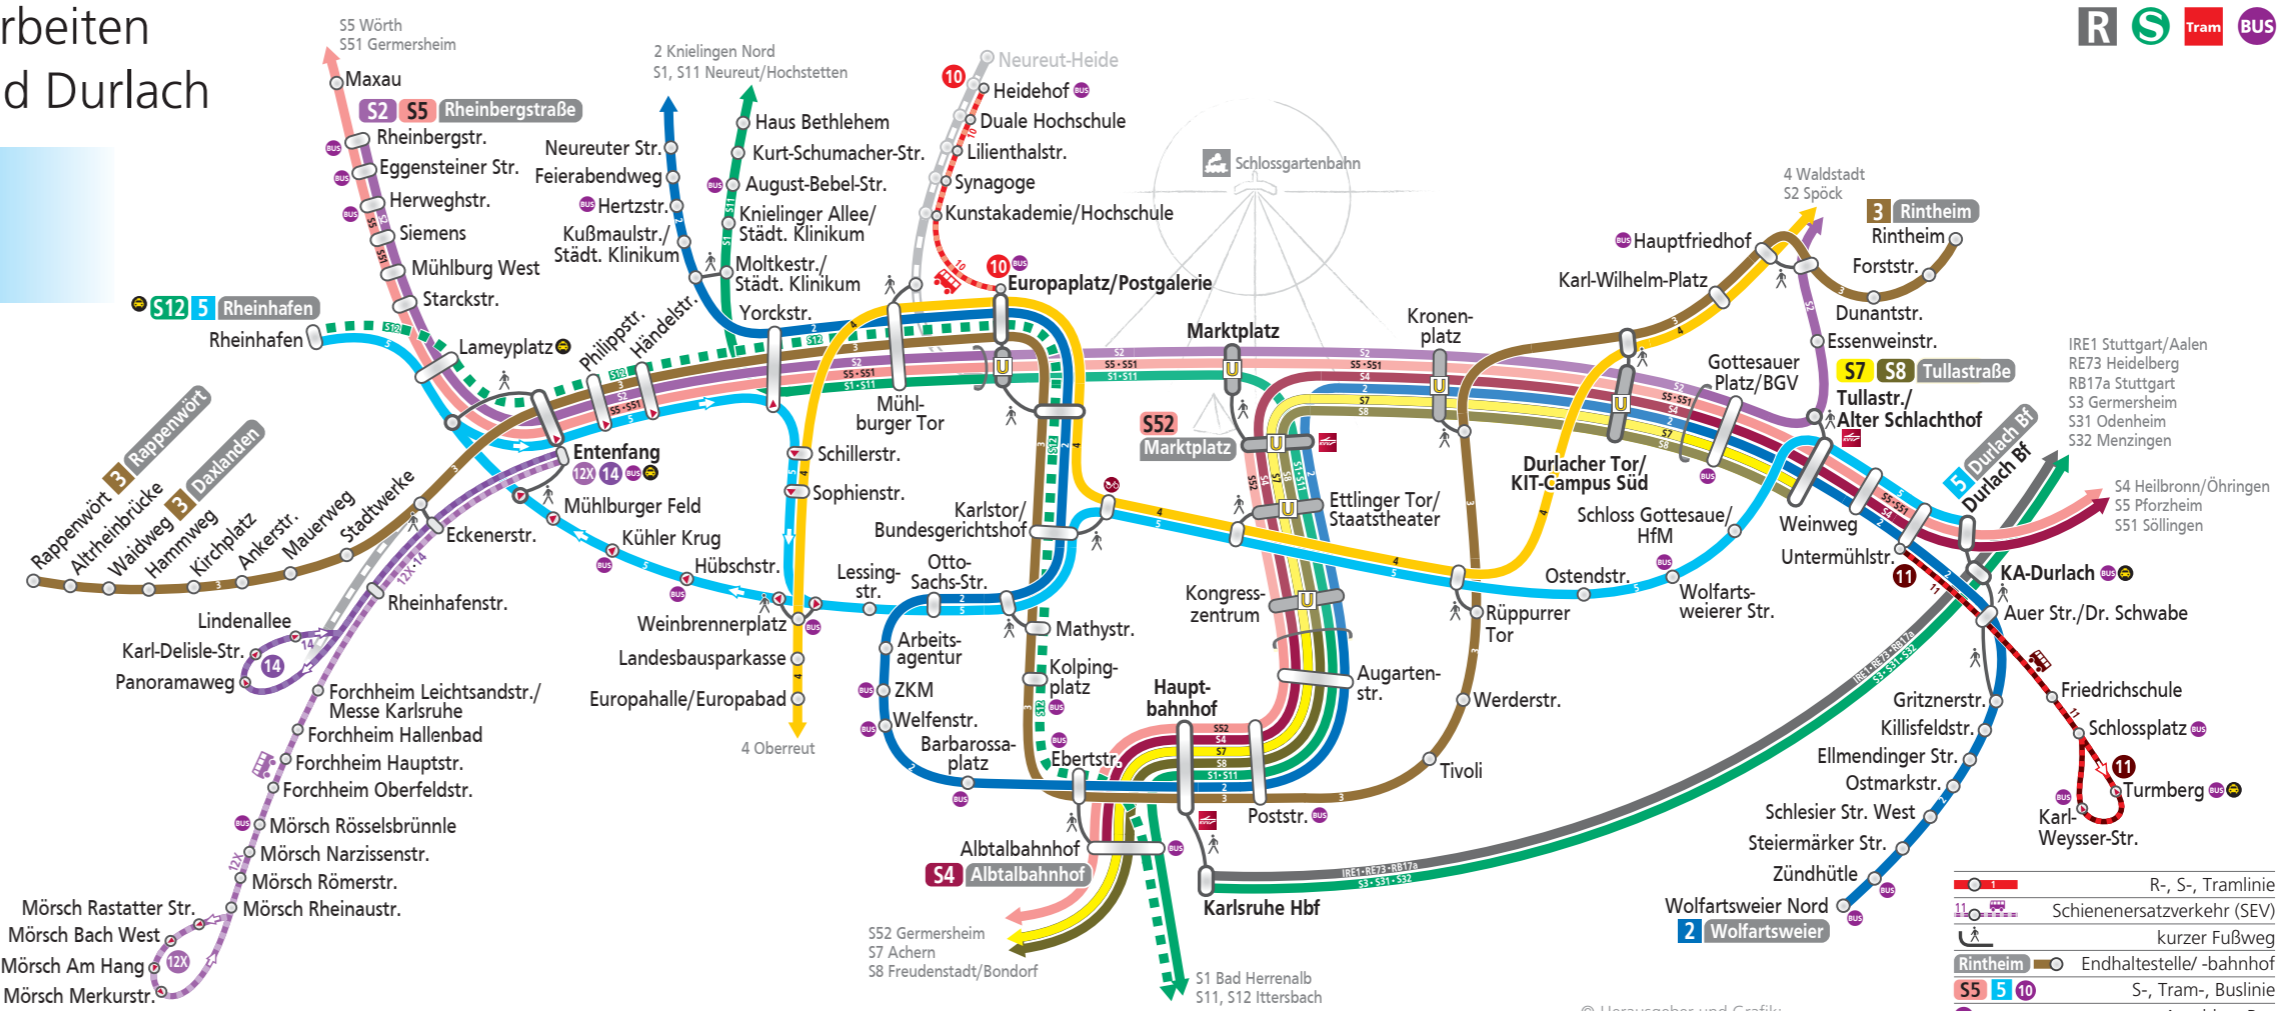 rbeiten
d Durlach
R
S
Tram
BUS
S5 Wörth
S51 Germersheim
Maxau
S2 S5 Rheinbergstraße
Rheinbergstr.
Eggensteiner Str.
Herweghstr.
Siemens
Mühlburg West
Starckstr.
S12 5 Rheinhafen
Rheinhafen
Lameyplatz
Philippstr.
Händelstr.
2 Knielingen Nord
S1, S11 Neureut/Hochstetten
Neureuter Str.
Feierabendweg
Hertzstr.
Kußmaulstr./
Städt. Klinikum
Haus Bethlehem
Kurt-Schumacher-Str.
August-Bebel-Str.
Knielinger Allee/
Städt. Klinikum
Moltkestr./
Städt. Klinikum
Yorckstr.
Neureut-Heide
10
Heidehof
Duale Hochschule
Lilienthalstr.
Synagoge
Kunstakademie/Hochschule
10
Europaplatz/Postgalerie
Schlossgartenbahn
Marktplatz
Kronen-
platz
4 Waldstadt
S2 Spöck
3 Rintheim
Rintheim
Forststr.
Dunantstr.
Hauptfriedhof
Karl-Wilhelm-Platz
Essenweinstr.
Gottesauer
Platz/BGV
S7 S8 Tullastraße
Tullastr./
Alter Schlachthof
IRE1 Stuttgart/Aalen
RE73 Heidelberg
RB17a Stuttgart
S3 Germersheim
S31 Odenheim
S32 Menzingen
5 Durlach Bf
Durlach Bf
S4 Heilbronn/Öhringen
S5 Pforzheim
S51 Söllingen
Mühl-
burger Tor
S52
Marktplatz
Entenfang
12X 14
3 Rappenwört
Rappenwört
Altrheinbrücke
3 Daxlanden
Waidweg
Hammweg
Kirchplatz
Ankerstr.
Mauerweg
Stadtwerke
Eckenerstr.
Rheinhafenstr.
Mühlburger Feld
Kühler Krug
Hübschstr.
Schillerstr.
Sophienstr.
Weinbrennerplatz
Landesbausparkasse
Europahalle/Europabad
4 Oberreut
Lessing-
str.
Otto-
Sachs-Str.
Karlstor/
Bundesgerichtshof
Mathystr.
Kolping-
platz
Arbeits-
agentur
ZKM
Welfenstr.
Barbarossa-
platz
Ebertstr.
Ettlinger Tor/
Staatstheater
Kongress-
zentrum
Augarten-
str.
Haupt-
bahnhof
Poststr.
Tivoli
Werderstr.
Rüppurrer
Tor
Durlacher Tor/
KIT-Campus Süd
Ostendstr.
Schloss Gottesaue/
HfM
Wolfarts-
weierer Str.
Weinweg
Untermühlstr.
11
KA-Durlach
Auer Str./Dr. Schwabe
Friedrichschule
Schlossplatz
11
Turmberg
Karl-
Weysser-Str.
Gritznerstr.
Killisfeldstr.
Ellmendinger Str.
Ostmarkstr.
Schlesier Str. West
Steiermärker Str.
Zündhütle
Wolfartsweier Nord
2 Wolfartsweier
Lindenallee
Karl-Delisle-Str.
Panoramaweg
14
Forchheim Leichtsandstr./
Messe Karlsruhe
Forchheim Hallenbad
Forchheim Hauptstr.
Forchheim Oberfeldstr.
Mörsch Rösselsbrünnle
Mörsch Narzissenstr.
Mörsch Römerstr.
Mörsch Rheinaustr.
Mörsch Rastatter Str.
Mörsch Bach West
Mörsch Am Hang
Mörsch Merkurstr.
12X
Albtalbahnhof
S4 Albtalbahnhof
S52 Germersheim
S7 Achern
S8 Freudenstadt/Bondorf
S1 Bad Herrenalb
S11, S12 Ittersbach
Karlsruhe Hbf
IRE1 • RE73 • RB17a
S3 • S31 • S32
R-, S-, Tramlinie
Schienenersatzverkehr (SEV)
kurzer Fußweg
Rintheim Endhaltestelle/ -bahnhof
S5 5 10 S-, Tram-, Buslinie